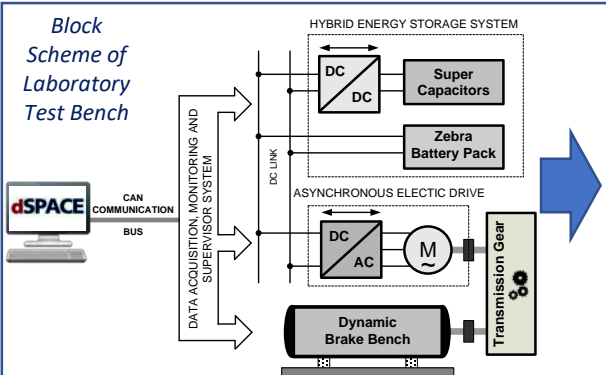 Block
Scheme of
Laboratory
Test Bench
HYBRID ENERGY STORAGE SYSTEM
DC
DC
Super
Capacitors
Zebra
Battery Pack
DC LINK
DATA ACQUISITION, MONITORING AND
SUPERVISOR SYSTEM
dSPACE
CAN
COMMUNICATION
BUS
ASYNCHRONOUS ELECTIC DRIVE
DC
AC
M
~
Transmission Gear
Dynamic
Brake Bench